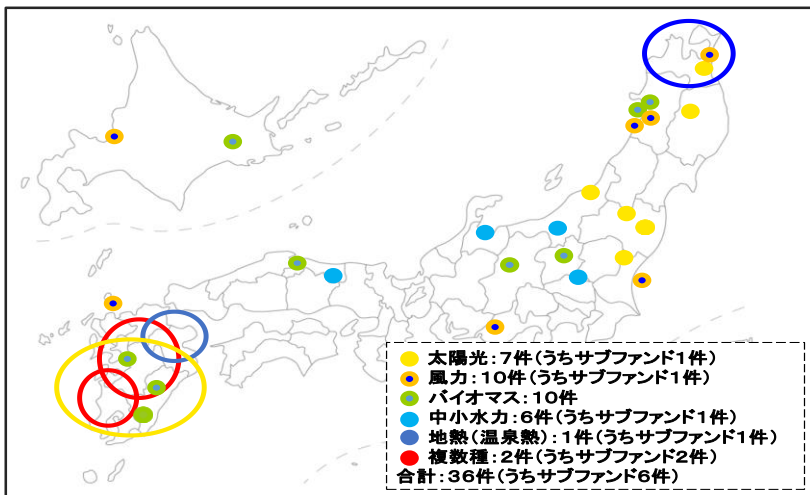 太陽光：7件(うちサブファンド1件)
風力：10件(うちサブファンド1件)
バイオマス：10件
中小水力：6件(うちサブファンド1件)
地熱(温泉熱)：1件(うちサブファンド1件)
複数種：2件(うちサブファンド2件)
合計：36件(うちサブファンド6件)